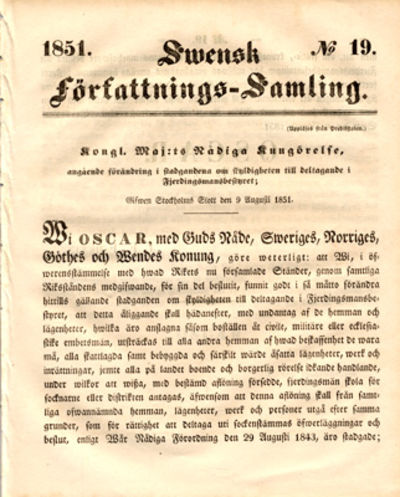 1851. Swensk № 19.
Författnings-Samling.
(Uppläses från Predikstolen.)
Kongl. Maj:ts Nådiga Kungörelse,
angående förändring i stadgandena om skyldigheten till deltagande i
Fjerdingsmansbestyret;
Gifwen Stockholms Slott den 9 Augusti 1851.
Wi OSCAR, med Guds Nåde, Sweriges, Norriges,
Göthes och Wendes Konung, göre weterligt: att Wi, i öf-
werensstämmelse med hwad Rikets nu församlade Ständer, genom samtliga
Riksståndens medgifwande, för sin del beslutit, funnit godt i så måtto förändra
hittills gällande stadganden om skyldigheten till deltagande i Fjerdingsmansbe-
styret, att detta åliggande skall hädanefter, med undantag af de hemman och
lägenheter, hwilka äro anslagna såsom boställen åt civile, militäre eller ecklesia-
stike embetsmän, utsträckas till alla andra hemman af hwad beskaffenhet de wara
må, alla skattlagda samt bebyggda och särskilt wärde åsatta lägenheter, werk och
inrättningar, jemte alla på landet boende och borgerlig rörelse idkande handlande,
under wilkor att wissa, med bestämd aflöning försedde, fjerdingsmän skola för
socknarne eller distrikten antagas, äfwensom att denna aflöning skall från samt-
liga ofwannämnda hemman, lägenheter, werk och personer utgå efter samma
grunder, som för rättighet att deltaga uti sockenstämmas öfwerläggningar och
beslut, enligt Wår Nådiga Förordning den 29 Augusti 1843, äro stadgade;